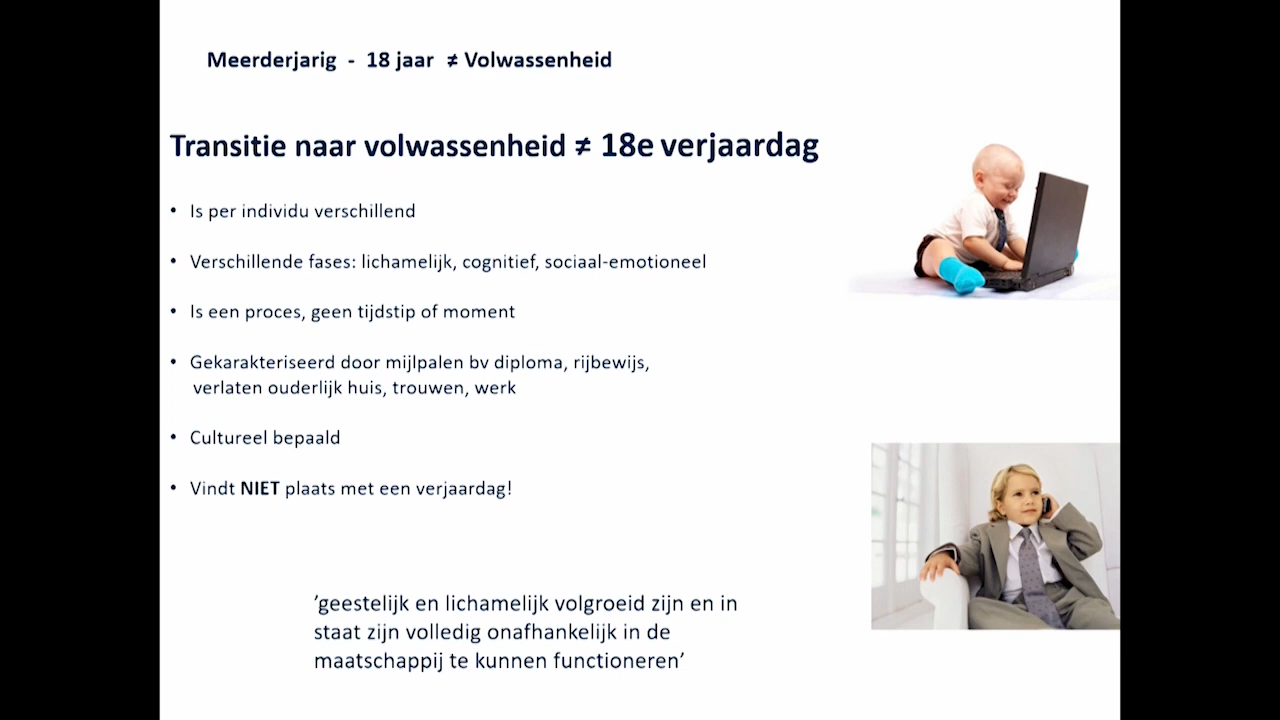 Meerderjarig - 18 jaar ≠ Volwassenheid
Transitie naar volwassenheid ≠ 18e verjaardag
• Is per individu verschillend
• Verschillende fases: lichamelijk, cognitief, sociaal-emotioneel
• Is een proces, geen tijdstip of moment
• Gekarakteriseerd door mijlpalen bv diploma, rijbewijs,
verlaten ouderlijk huis, trouwen, werk
• Cultureel bepaald
• Vindt NIET plaats met een verjaardag!
’geestelijk en lichamelijk volgroeid zijn en in
staat zijn volledig onafhankelijk in de
maatschappij te kunnen functioneren’